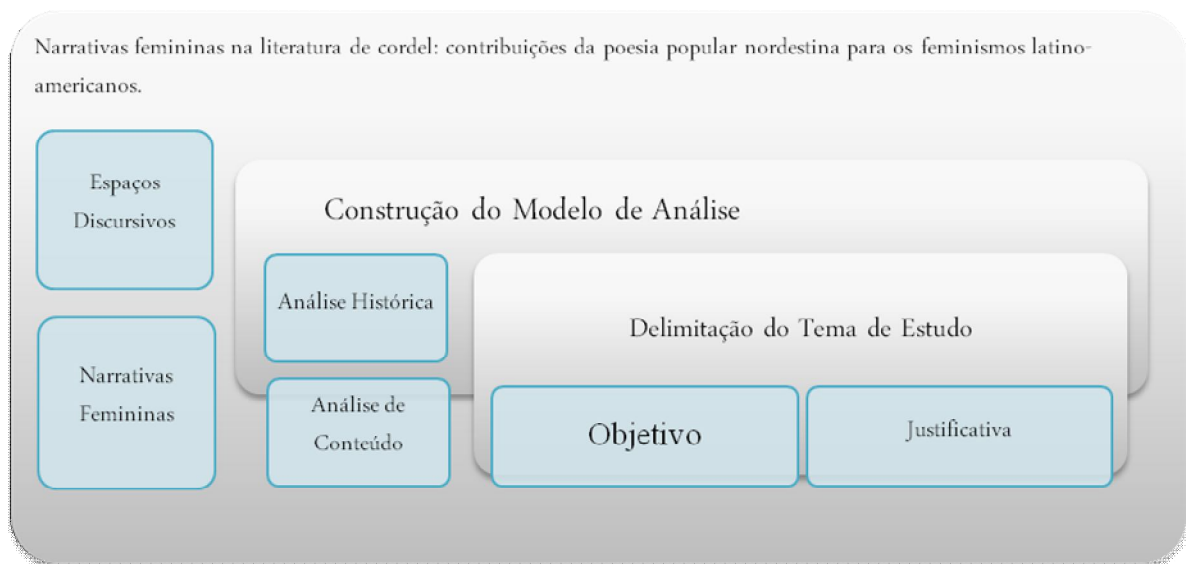 Narrativas femininas na literatura de cordel: contribuições da poesia popular nordestina para os feminismos latino-
americanos.
Espaços
Discursivos
Narrativas
Femininas
Construção do Modelo de Análise
Análise Histórica
Análise de
Conteúdo
Delimitação do Tema de Estudo
Objetivo
Justificativa